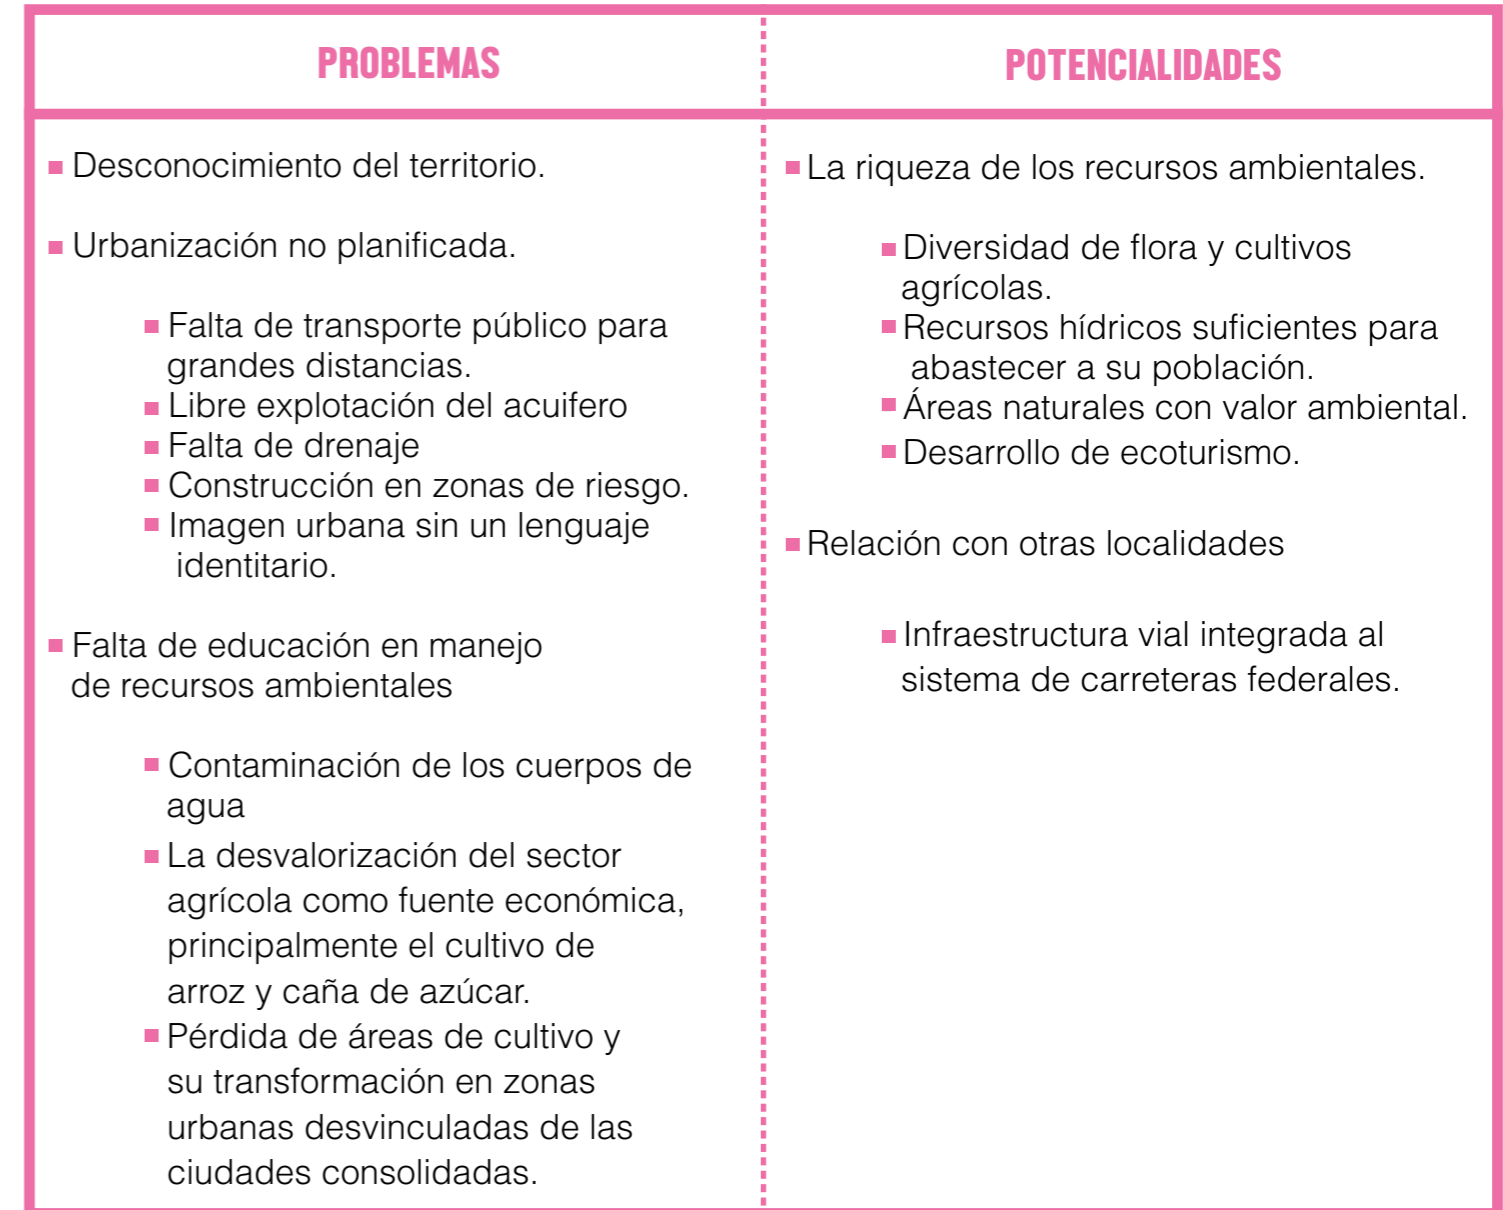 PROBLEMAS
Desconocimiento del territorio.
Urbanización no planificada.
Falta de transporte público para
grandes distancias.
Libre explotación del acuifero
Falta de drenaje
Construcción en zonas de riesgo.
Imagen urbana sin un lenguaje
identitario.
Falta de educación en manejo
de recursos ambientales
Contaminación de los cuerpos de
agua
La desvalorización del sector
agrícola como fuente económica,
principalmente el cultivo de
arroz y caña de azúcar.
Pérdida de áreas de cultivo y
su transformación en zonas
urbanas desvinculadas de las
ciudades consolidadas.
POTENCIALIDADES
La riqueza de los recursos ambientales.
Diversidad de flora y cultivos
agrícolas.
Recursos hídricos suficientes para
abastecer a su población.
Áreas naturales con valor ambiental.
Desarrollo de ecoturismo.
Relación con otras localidades
Infraestructura vial integrada al
sistema de carreteras federales.